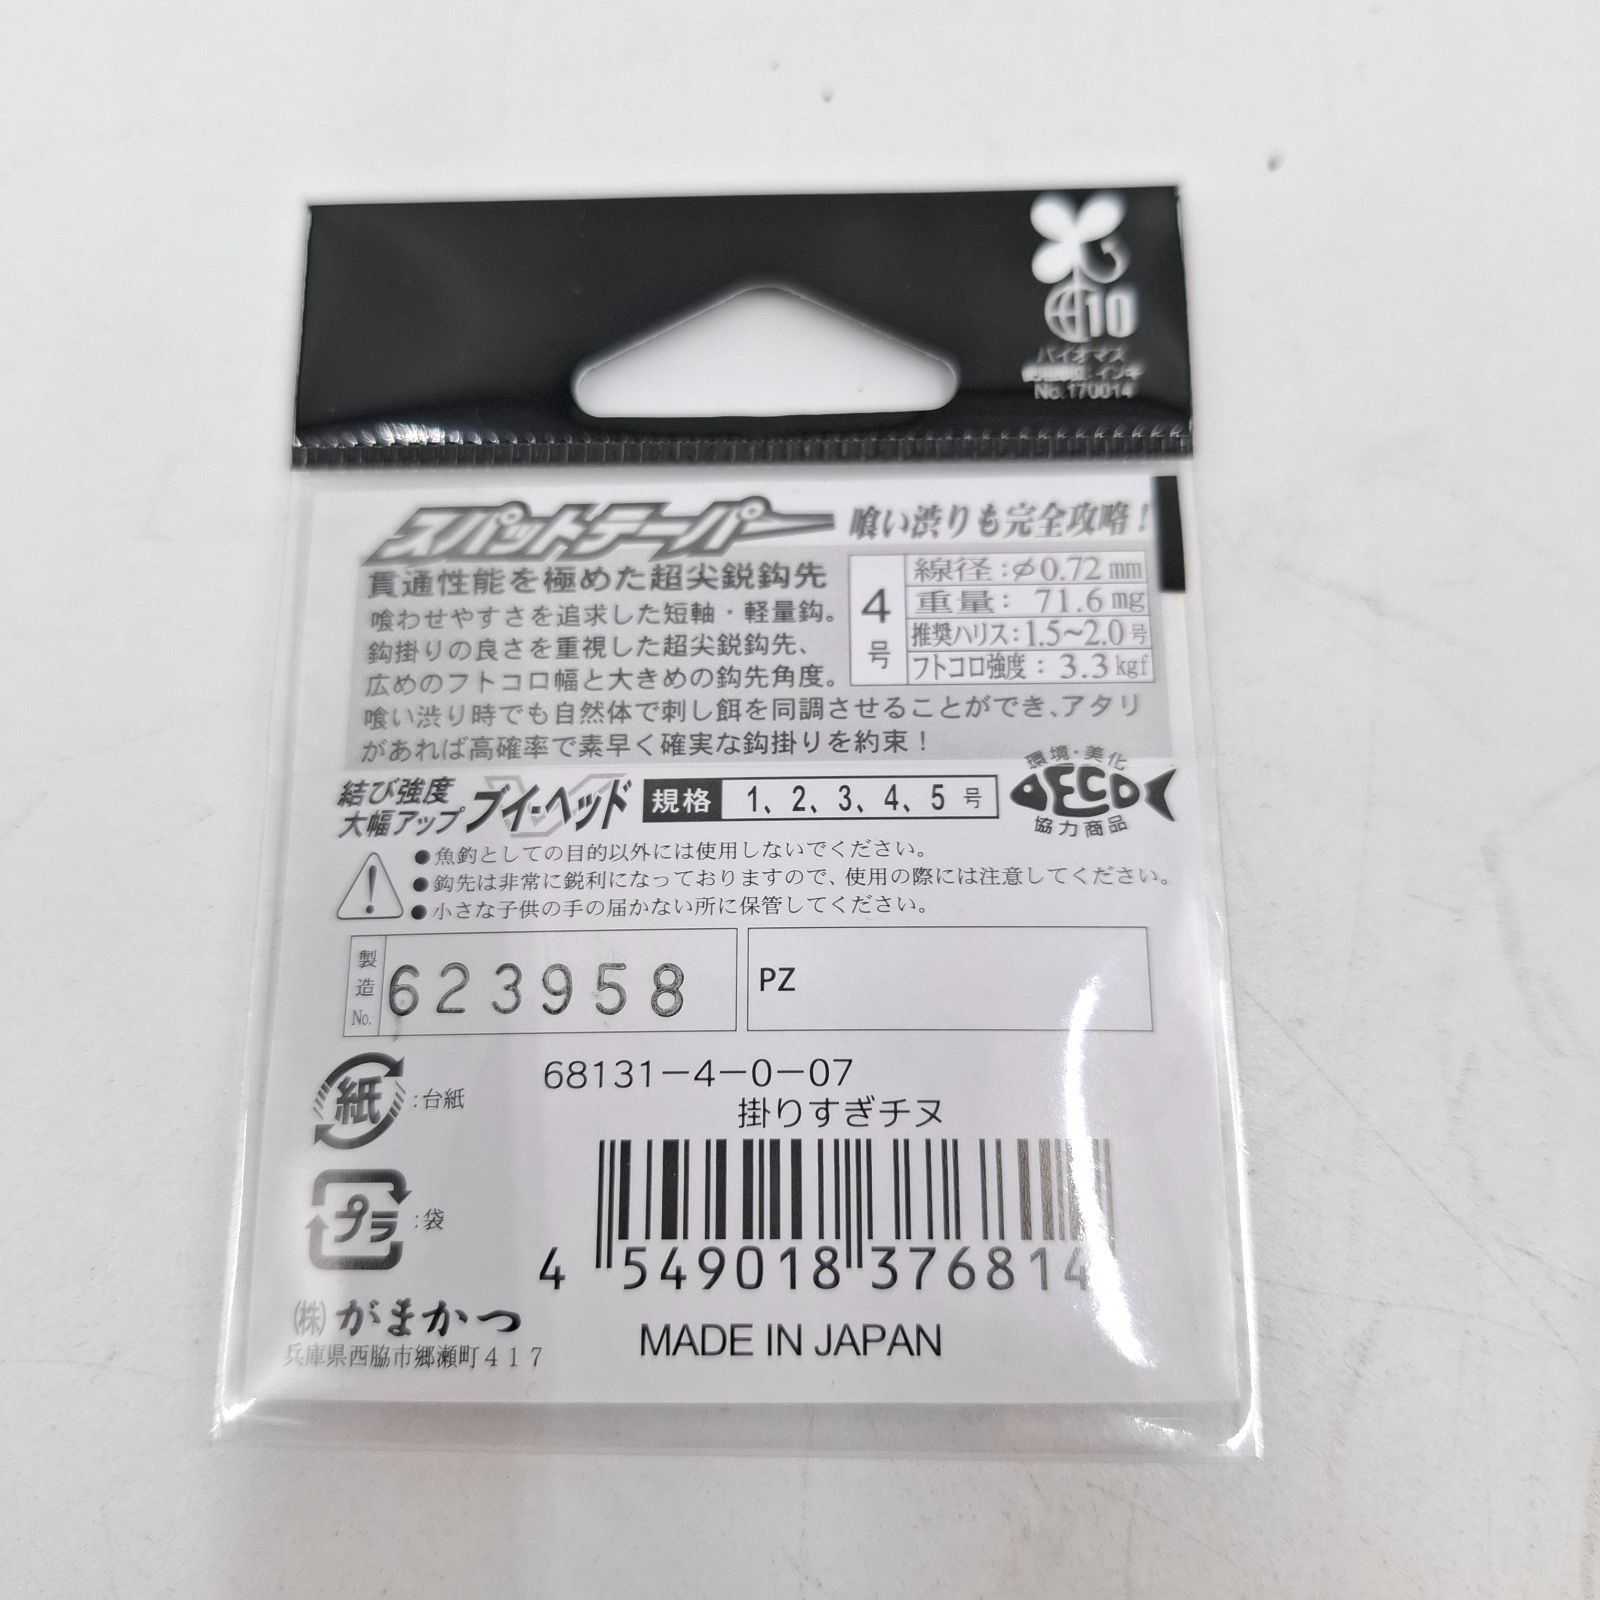 10
バイオマス
No.170014
スパットテーパー
喰い渋りも完全攻略！
貫通性能を極めた超尖鋭鈎先
喰わせやすさを追求した短軸・軽量鈎。
鈎掛りの良さを重視した超尖鋭鈎先、
広めのフトコロ幅と大きめの鈎先角度。
喰い渋り時でも自然体で刺し餌を同調させることができ、アタリ
があれば高確率で素早く確実な鈎掛りを約束！
4号
線径：φ0.72mm
重量：71.6mg
推奨ハリス：1.5～2.0号
フトコロ強度：3.3kgf
結び強度
大幅アップ
ブイ・ヘッド
規格 1、2、3、4、5 号
環境・美化
ECO
協力商品
●魚釣としての目的以外には使用しないでください。
●鈎先は非常に鋭利になっておりますので、使用の際には注意してください。
●小さな子供の手の届かない所に保管してください。
製造No. 623958
PZ
68131－4－0－07
掛りすぎチヌ
紙：台紙
プラ：袋
4 549018 376814
(株)がまかつ
兵庫県西脇市郷瀬町417
MADE IN JAPAN